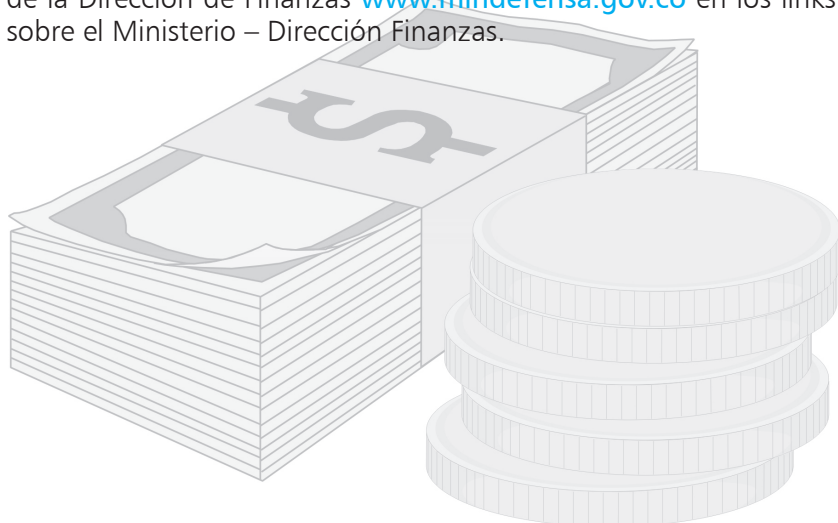 de la Dirección de Finanzas www.mindefensa.gov.co en los links
sobre el Ministerio – Dirección Finanzas.
$